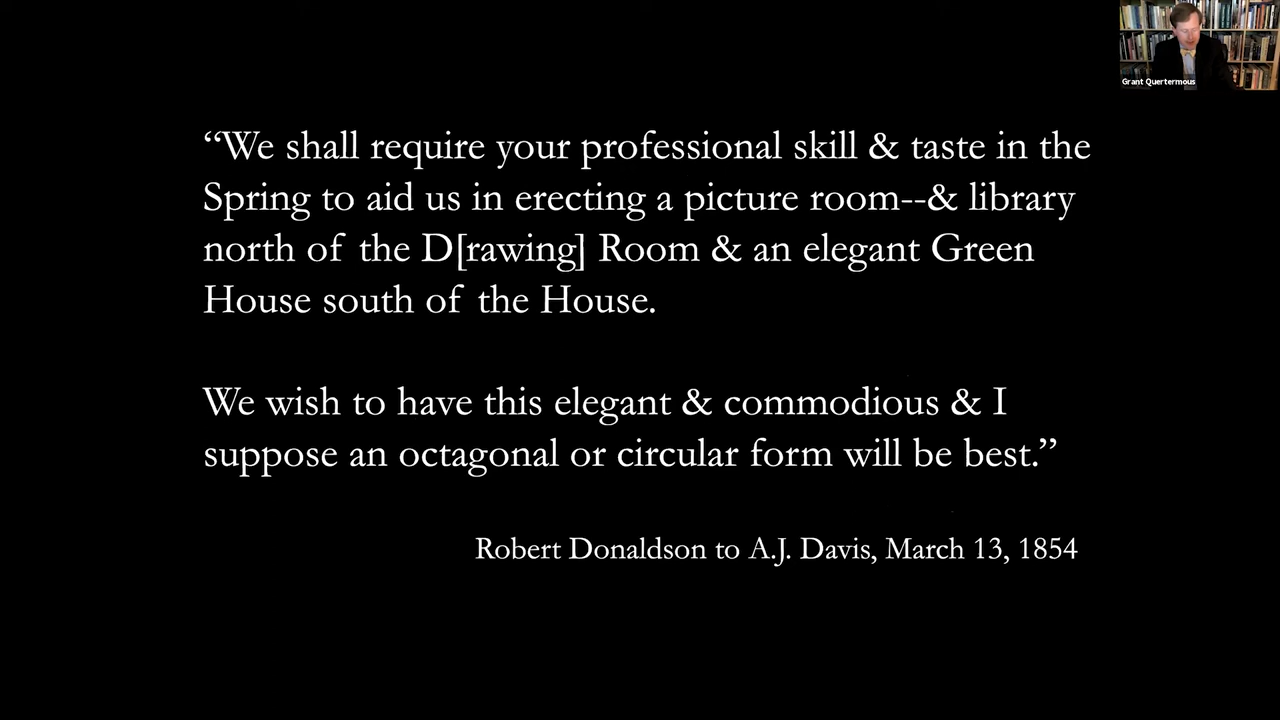 Grant Quertermous
“We shall require your professional skill & taste in the
Spring to aid us in erecting a picture room--& library
north of the D[rawing] Room & an elegant Green
House south of the House.
We wish to have this elegant & commodious & I
suppose an octagonal or circular form will be best.”
Robert Donaldson to A.J. Davis, March 13, 1854